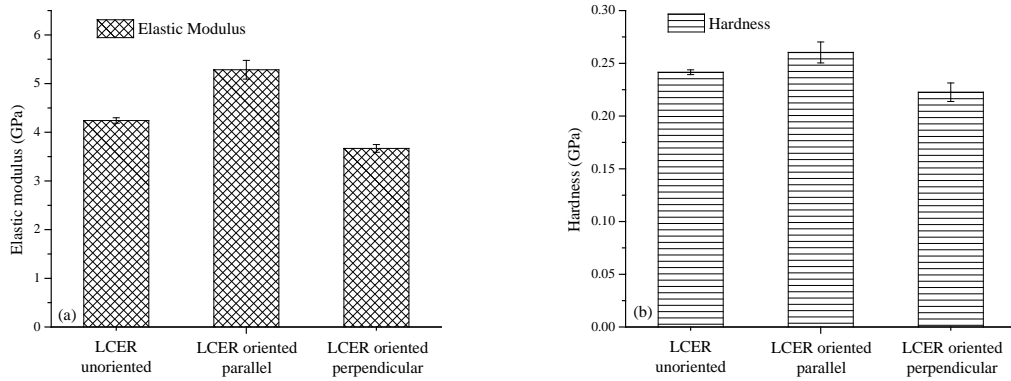 Elastic Modulus
Elastic modulus (GPa)
6
5
4
3
2
1
0
(a)
LCER
unoriented
LCER oriented
parallel
LCER oriented
perpendicular
Hardness
Hardness (GPa)
0.30
0.25
0.20
0.15
0.10
0.05
0.00
(b)
LCER
unoriented
LCER oriented
parallel
LCER oriented
perpendicular